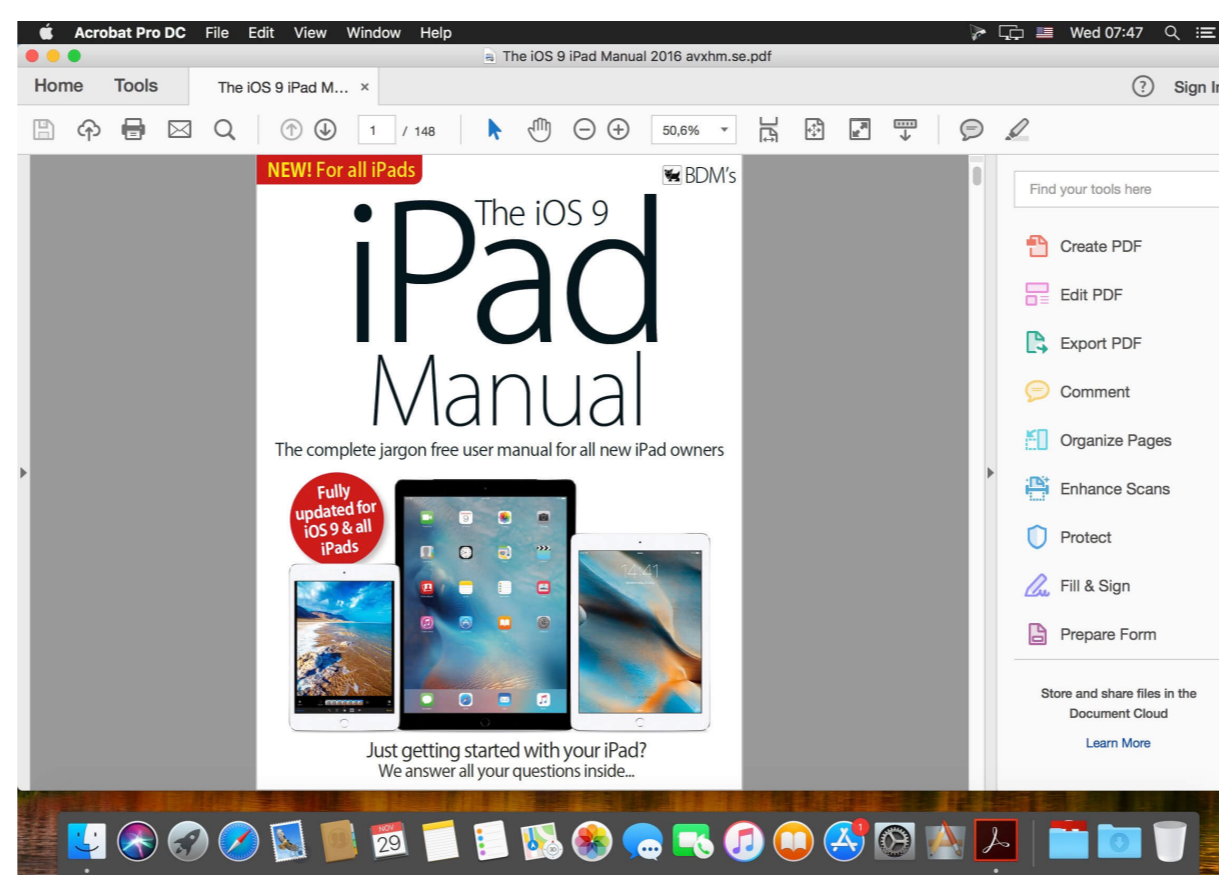 Acrobat Pro DC File Edit View Window Help Wed 07:47
The iOS 9 iPad Manual 2016 avxhm.se.pdf
Home Tools The iOS 9 iPad M... × ? Sign In
1 / 148 50,6%
NEW! For all iPads
BDM's
The iOS 9
iPad
Manual
The complete jargon free user manual for all new iPad owners
Fully
updated for
iOS 9 & all
iPads
14:41
Just getting started with your iPad?
We answer all your questions inside...
Find your tools here
Create PDF
Edit PDF
Export PDF
Comment
Organize Pages
Enhance Scans
Protect
Fill & Sign
Prepare Form
Store and share files in the
Document Cloud
Learn More
NOV
29
1